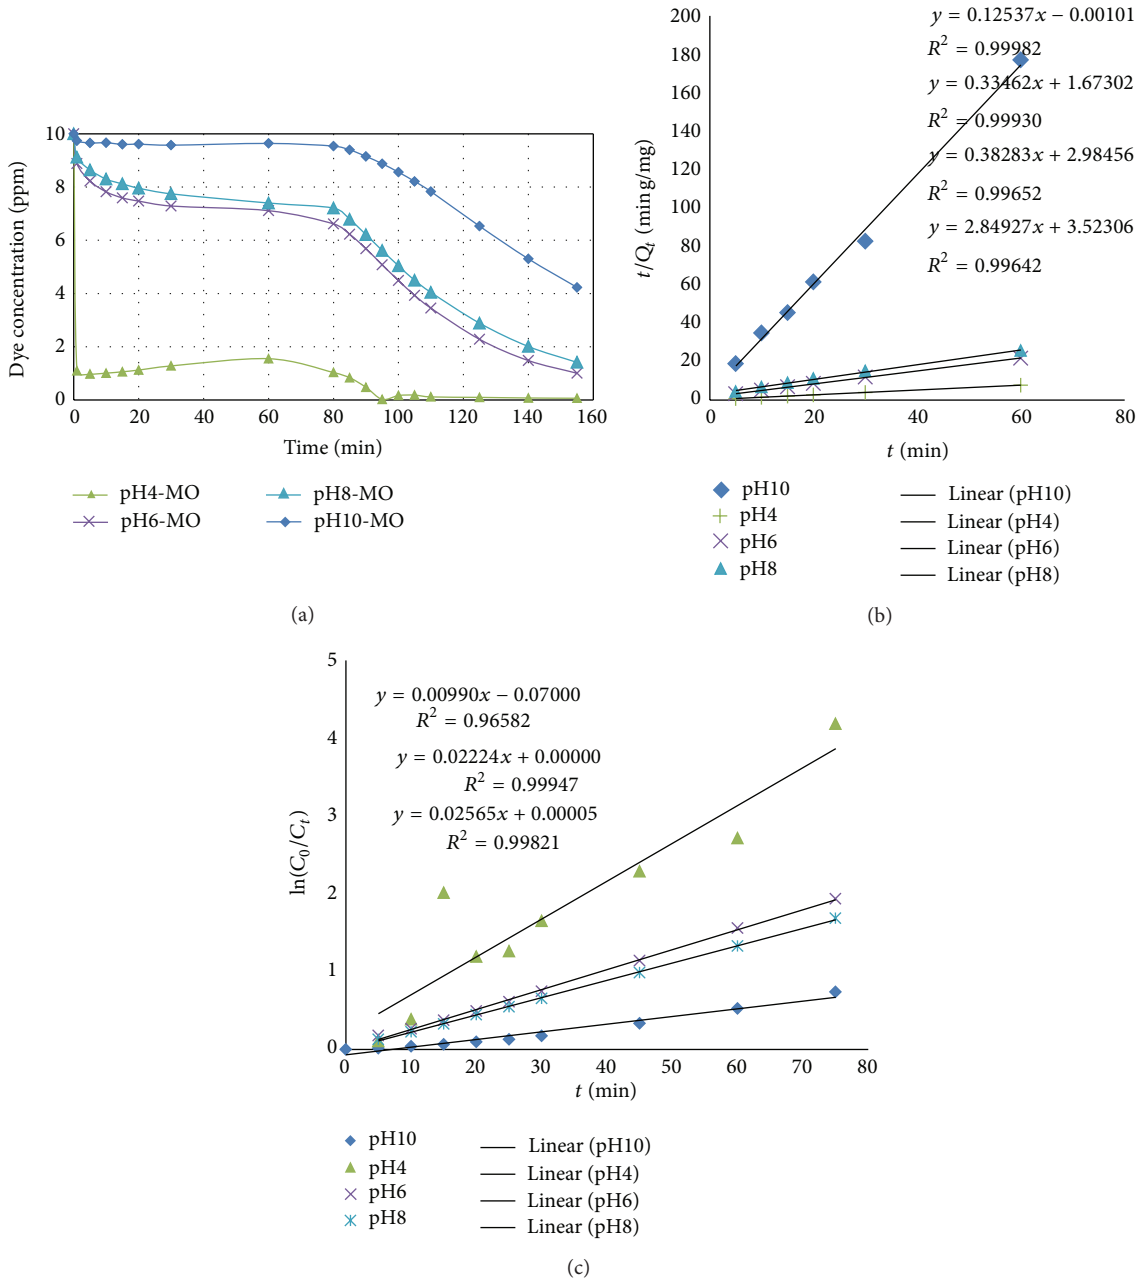 10
8
6
4
2
0
Dye concentration (ppm)
0 20 40 60 80 100 120 140 160
Time (min)
pH4-MO pH8-MO
pH6-MO pH10-MO
(a)
200
180
160
140
120
100
80
60
40
20
0
t/Qt (min g/mg)
y = 0.12537x − 0.00101
R² = 0.99982
y = 0.33462x + 1.67302
R² = 0.99930
y = 0.38283x + 2.98456
R² = 0.99652
y = 2.84927x + 3.52306
R² = 0.99642
0 20 40 60 80
t (min)
pH10 Linear (pH10)
pH4 Linear (pH4)
pH6 Linear (pH6)
pH8 Linear (pH8)
(b)
5
4
3
2
1
0
ln(C0/Ct)
y = 0.00990x − 0.07000
R² = 0.96582
y = 0.02224x + 0.00000
R² = 0.99947
y = 0.02565x + 0.00005
R² = 0.99821
0 10 20 30 40 50 60 70 80
t (min)
pH10 Linear (pH10)
pH4 Linear (pH4)
pH6 Linear (pH6)
pH8 Linear (pH8)
(c)